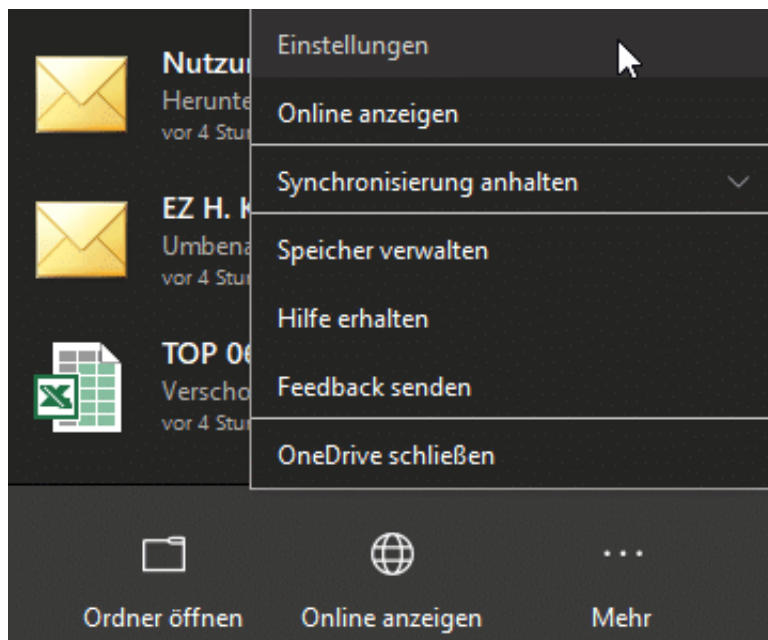 Nutzu
Herunte
vor 4 Stu
EZ H. K
Umbena
vor 4 Stu
TOP 06
Verscho
vor 4 Stu
Einstellungen
Online anzeigen
Synchronisierung anhalten
Speicher verwalten
Hilfe erhalten
Feedback senden
OneDrive schließen
Ordner öffnen
Online anzeigen
Mehr